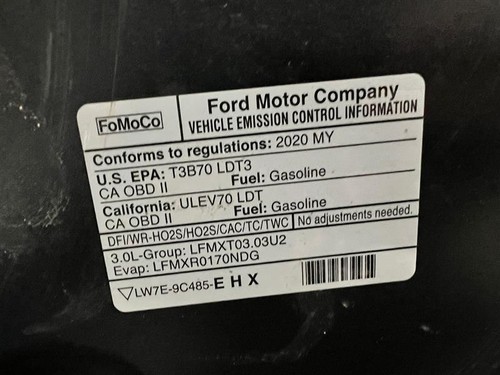 FoMoCo
Ford Motor Company
VEHICLE EMISSION CONTROL INFORMATION
Conforms to regulations: 2020 MY
U.S. EPA: T3B70 LDT3
CA OBD II Fuel: Gasoline
California: ULEV70 LDT
CA OBD II Fuel: Gasoline
DFI/WR-HO2S/HO2S/CAC/TC/TWC No adjustments needed.
3.0L-Group: LFMXT03.03U2
Evap: LFMXR0170NDG
LW7E-9C485-E H X